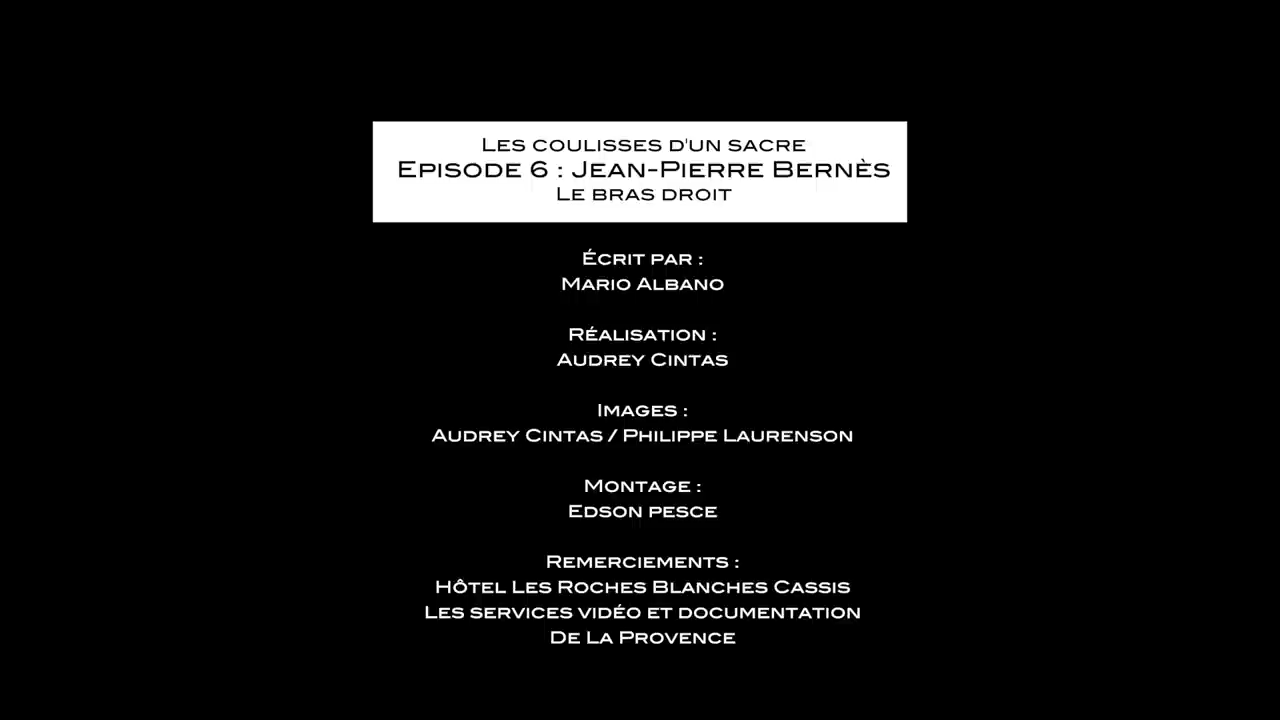 Les coulisses d'un sacre
Episode 6 : Jean-Pierre Bernès
Le bras droit
Écrit par :
Mario Albano
Réalisation :
Audrey Cintas
Images :
Audrey Cintas / Philippe Laurenson
Montage :
Edson pesce
Remerciements :
Hôtel Les Roches Blanches Cassis
Les services vidéo et documentation
De La Provence